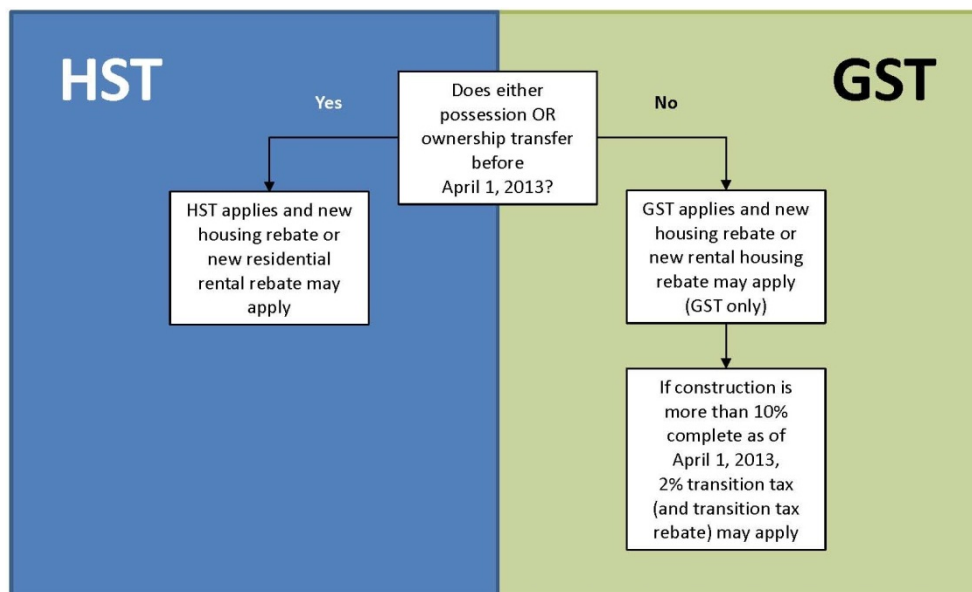 HST
GST
Does either
possession OR
ownership transfer
before
April 1, 2013?
Yes
No
HST applies and new
housing rebate or
new residential
rental rebate may
apply
GST applies and new
housing rebate or
new rental housing
rebate may apply
(GST only)
If construction is
more than 10%
complete as of
April 1, 2013,
2% transition tax
(and transition tax
rebate) may apply